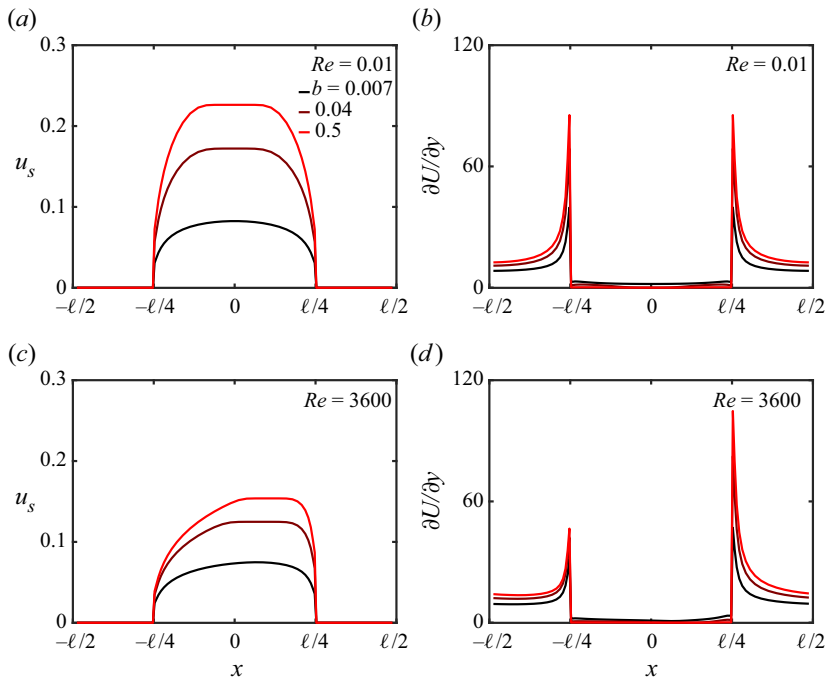 (a)
0.3
0.2
0.1
0
u_s
Re = 0.01
b = 0.007
0.04
0.5
−ℓ/2
−ℓ/4
0
ℓ/4
ℓ/2
(b)
120
60
0
∂U/∂y
Re = 0.01
−ℓ/2
−ℓ/4
0
ℓ/4
ℓ/2
x
(c)
0.3
0.2
0.1
0
u_s
Re = 3600
−ℓ/2
−ℓ/4
0
ℓ/4
ℓ/2
x
(d)
120
60
0
∂U/∂y
Re = 3600
−ℓ/2
−ℓ/4
0
ℓ/4
ℓ/2